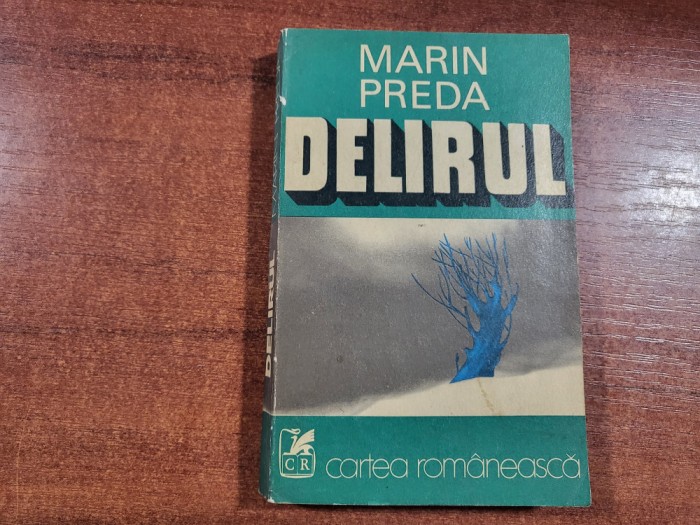 MARIN
PREDA
DELIRUL
DELIRUL
CR
cartea românească